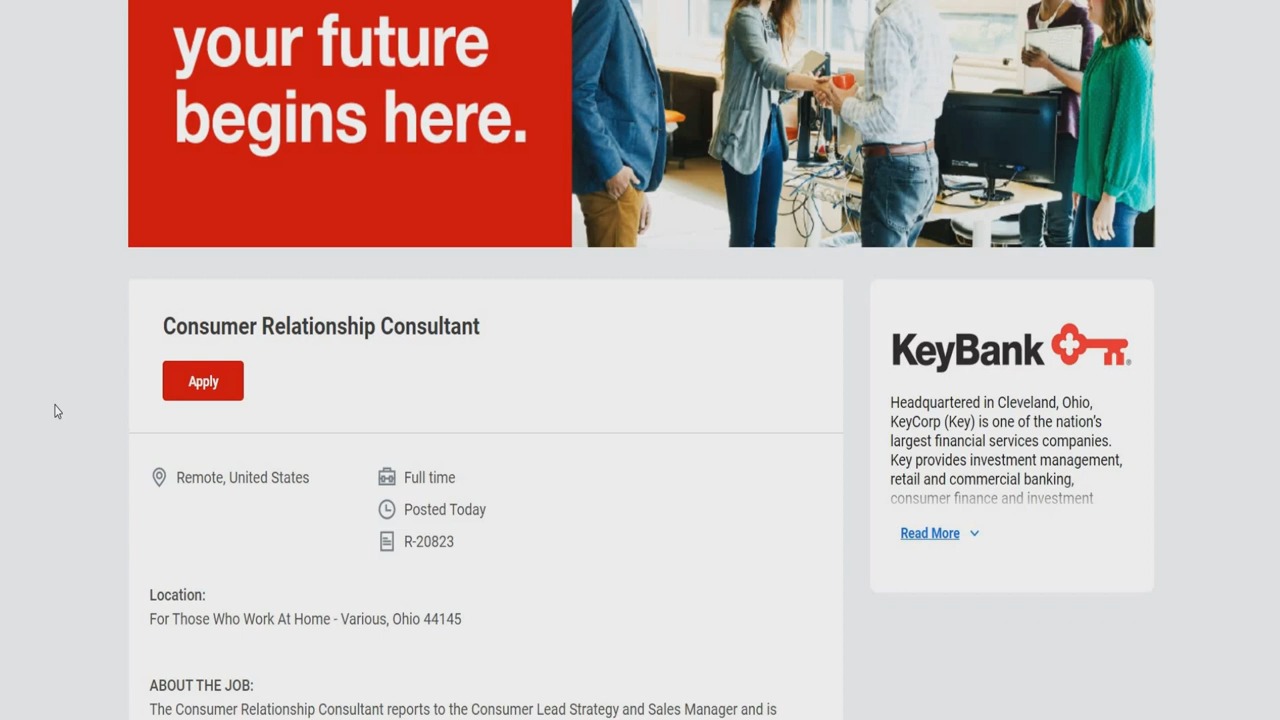 your future
begins here.
Consumer Relationship Consultant
Apply
Remote, United States
Full time
Posted Today
R-20823
Location:
For Those Who Work At Home - Various, Ohio 44145
ABOUT THE JOB:
The Consumer Relationship Consultant reports to the Consumer Lead Strategy and Sales Manager and is
KeyBank
Headquartered in Cleveland, Ohio,
KeyCorp (Key) is one of the nation's
largest financial services companies.
Key provides investment management,
retail and commercial banking,
consumer finance and investment
Read More